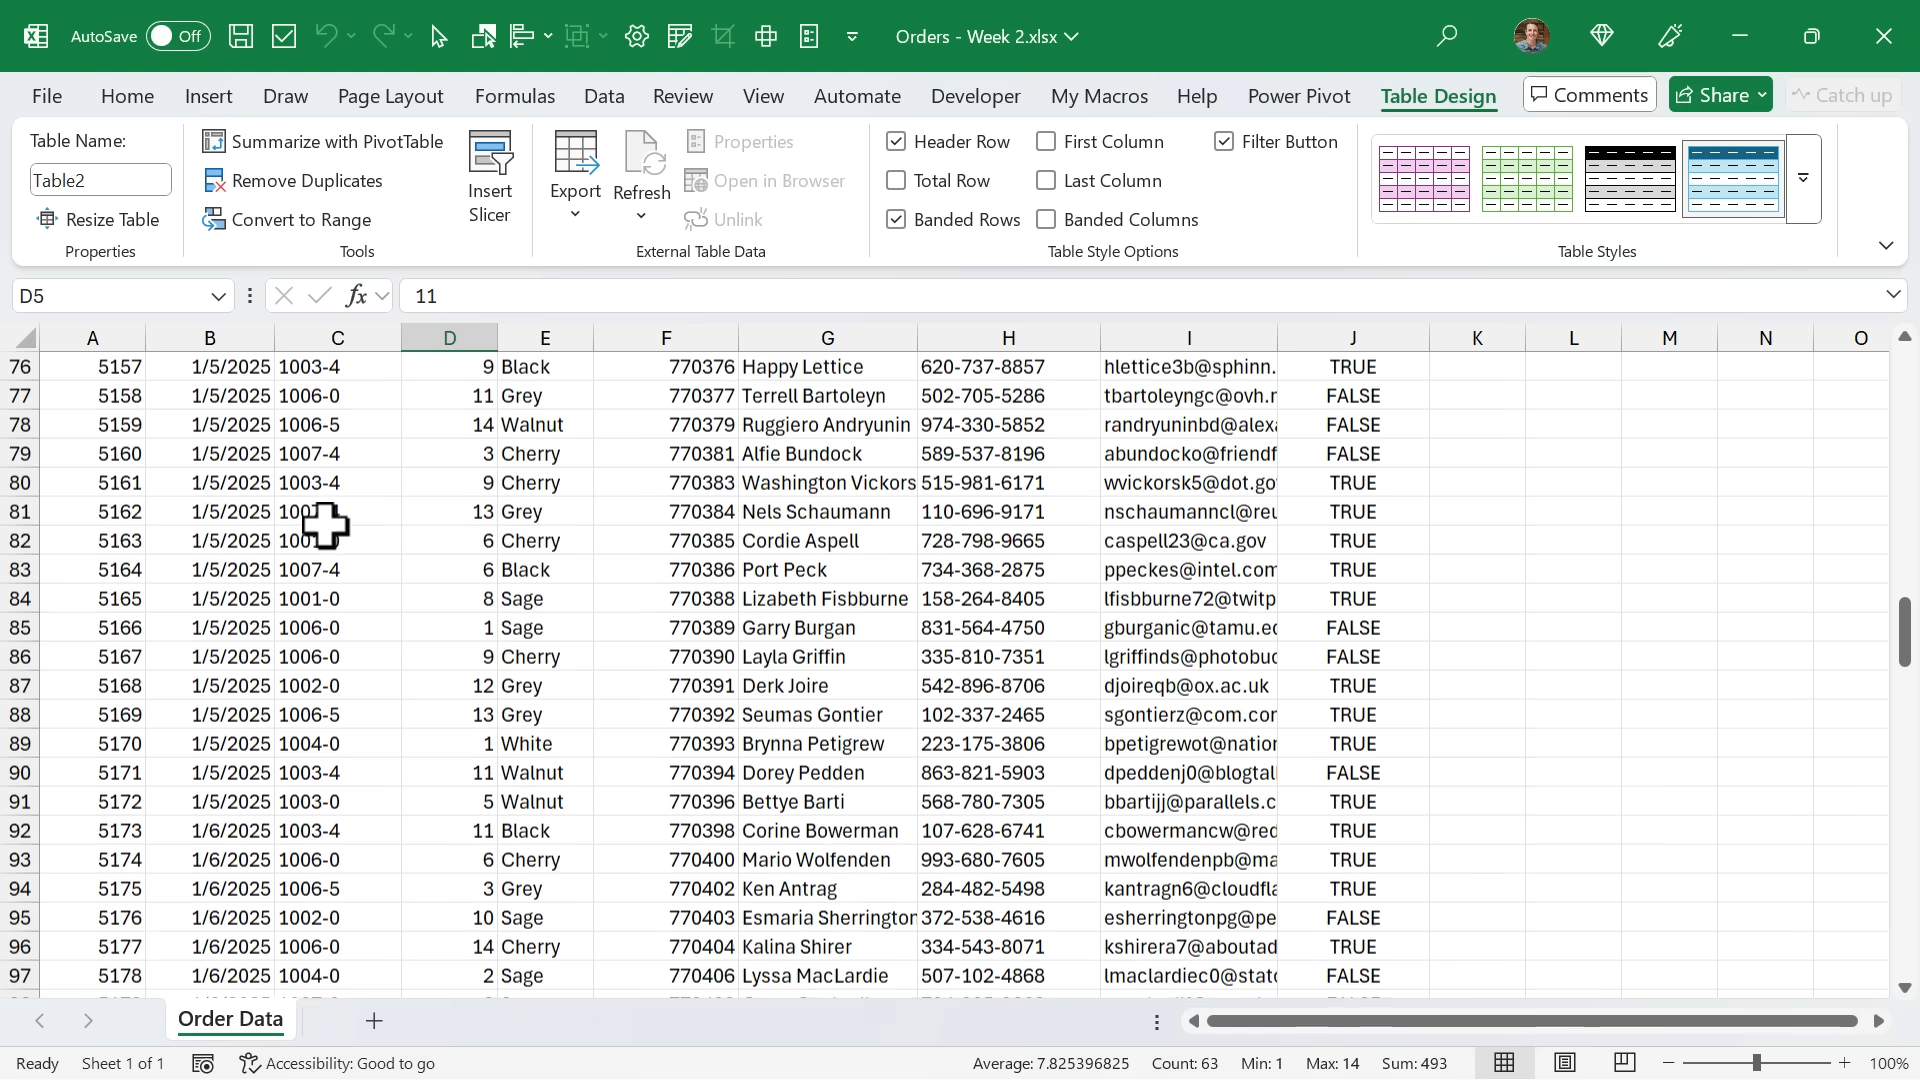 AutoSave Off Orders - Week 2.xlsx
File Home Insert Draw Page Layout Formulas Data Review View Automate Developer My Macros Help Power Pivot Table Design Comments Share Catch up
Table Name:
Table2
Resize Table
Properties
Summarize with PivotTable
Remove Duplicates
Convert to Range
Tools
Insert Slicer
Export
Refresh
Properties
Open in Browser
Unlink
External Table Data
Header Row First Column Filter Button
Total Row Last Column
Banded Rows Banded Columns
Table Style Options
Table Styles
D5 fx 11
A B C D E F G H I J K L M N O
76 5157 1/5/2025 1003-4 9 Black 770376 Happy Lettice 620-737-8857 hlettice3b@sphinn. TRUE
77 5158 1/5/2025 1006-0 11 Grey 770377 Terrell Bartoleyn 502-705-5286 tbartoleyngc@ovh.r FALSE
78 5159 1/5/2025 1006-5 14 Walnut 770379 Ruggiero Andryunin 974-330-5852 randryuninbd@alex FALSE
79 5160 1/5/2025 1007-4 3 Cherry 770381 Alfie Bundock 589-537-8196 abundocko@friendf FALSE
80 5161 1/5/2025 1003-4 9 Cherry 770383 Washington Vickors 515-981-6171 wvickorsk5@dot.go TRUE
81 5162 1/5/2025 13 Grey 770384 Nels Schaumann 110-696-9171 nschaumanncl@reu TRUE
82 5163 1/5/2025 6 Cherry 770385 Cordie Aspell 728-798-9665 caspell23@ca.gov TRUE
83 5164 1/5/2025 1007-4 6 Black 770386 Port Peck 734-368-2875 ppeckes@intel.com TRUE
84 5165 1/5/2025 1001-0 8 Sage 770388 Lizabeth Fisbburne 158-264-8405 lfisbburne72@twitp TRUE
85 5166 1/5/2025 1006-0 1 Sage 770389 Garry Burgan 831-564-4750 gburganic@tamu.ed FALSE
86 5167 1/5/2025 1006-0 9 Cherry 770390 Layla Griffin 335-810-7351 lgriffinds@photobuc FALSE
87 5168 1/5/2025 1002-0 12 Grey 770391 Derk Joire 542-896-8706 djoireqb@ox.ac.uk TRUE
88 5169 1/5/2025 1006-5 13 Grey 770392 Seumas Gontier 102-337-2465 sgontierz@com.cor TRUE
89 5170 1/5/2025 1004-0 1 White 770393 Brynna Petigrew 223-175-3806 bpetigrewot@nation TRUE
90 5171 1/5/2025 1003-4 11 Walnut 770394 Dorey Pedden 863-821-5903 dpeddenj0@blogtal FALSE
91 5172 1/5/2025 1003-0 5 Walnut 770396 Bettye Barti 568-780-7305 bbartijj@parallels.c TRUE
92 5173 1/6/2025 1003-4 11 Black 770398 Corine Bowerman 107-628-6741 cbowermancw@red TRUE
93 5174 1/6/2025 1006-0 6 Cherry 770400 Mario Wolfenden 993-680-7605 mwolfendenpb@ma TRUE
94 5175 1/6/2025 1006-5 3 Grey 770402 Ken Antrag 284-482-5498 kantragn6@cloudfla TRUE
95 5176 1/6/2025 1002-0 10 Sage 770403 Esmaria Sherrington 372-538-4616 esherringtonpg@pe FALSE
96 5177 1/6/2025 1006-0 14 Cherry 770404 Kalina Shirer 334-543-8071 kshirera7@aboutad TRUE
97 5178 1/6/2025 1004-0 2 Sage 770406 Lyssa MacLardie 507-102-4868 lmaclardiec0@stat FALSE
Order Data
Ready Sheet 1 of 1 Accessibility: Good to go Average: 7.825396825 Count: 63 Min: 1 Max: 14 Sum: 493 100%